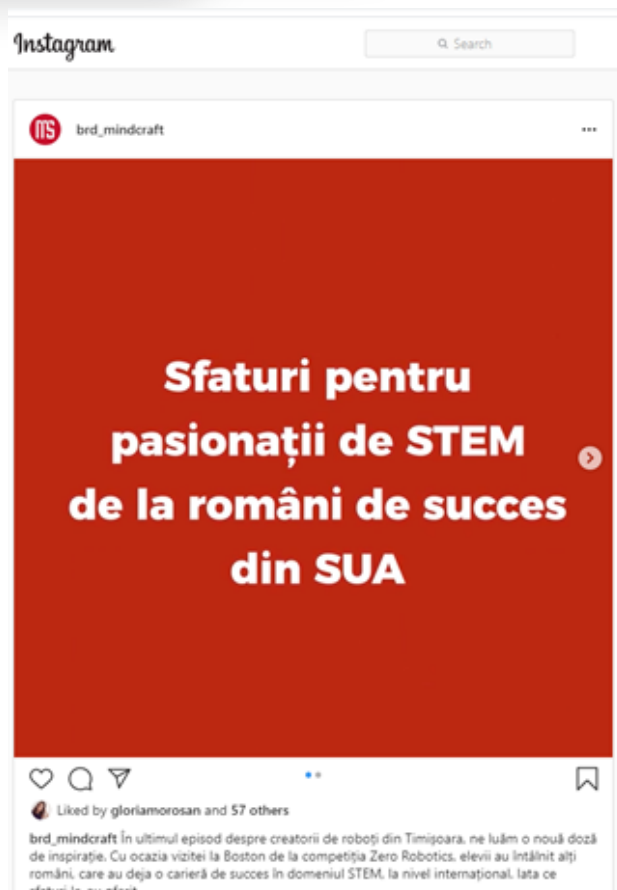 Instagram
Search
MS
brd_mindcraft
Sfaturi pentru
pasionații de STEM
de la români de succes
din SUA
Liked by gloriamorosan and 57 others
brd_mindcraft În ultimul episod despre creatorii de roboți din Timișoara, ne luăm o nouă doză
de inspirație. Cu ocazia vizitei la Boston de la competiția Zero Robotics, elevii au întâlnit alți
români, care au deja o carieră de succes în domeniul STEM, la nivel internațional. Iata ce